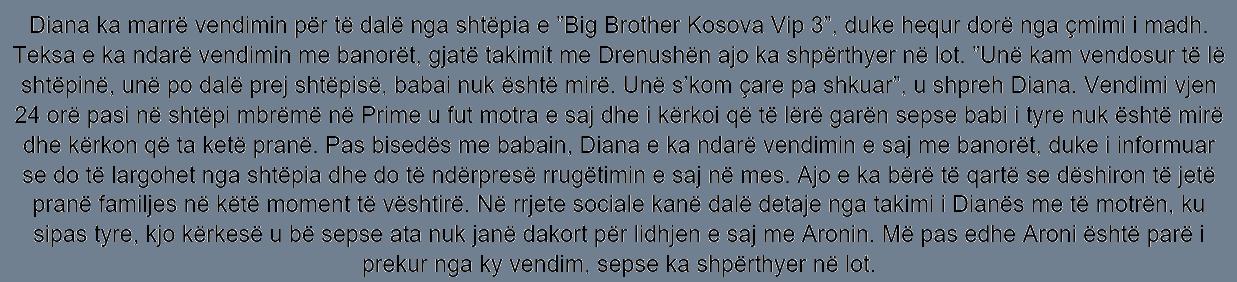 Diana ka marrë vendimin për të dalë nga shtëpia e "Big Brother Kosova Vip 3", duke hequr dorë nga çmimi i madh.
Teksa e ka ndarë vendimin me banorët, gjatë takimit me Drenushën ajo ka shpërthyer në lot. "Unë kam vendosur të lë
shtëpinë, unë po dalë prej shtëpisë, babai nuk është mirë. Unë s'kom çare pa shkuar", u shpreh Diana. Vendimi vjen
24 orë pasi në shtëpi mbrëmë në Prime u fut motra e saj dhe i kërkoi që të lërë garën sepse babi i tyre nuk është mirë
dhe kërkon që ta ketë pranë. Pas bisedës me babain, Diana e ka ndarë vendimin e saj me banorët, duke i informuar
se do të largohet nga shtëpia dhe do të ndërpresë rrugëtimin e saj në mes. Ajo e ka bërë të qartë se dëshiron të jetë
pranë familjes në këtë moment të vështirë. Në rrjete sociale kanë dalë detaje nga takimi i Dianës me të motrën, ku
sipas tyre, kjo kërkesë u bë sepse ata nuk janë dakort për lidhjen e saj me Aronin. Më pas edhe Aroni është parë i
prekur nga ky vendim, sepse ka shpërthyer në lot.